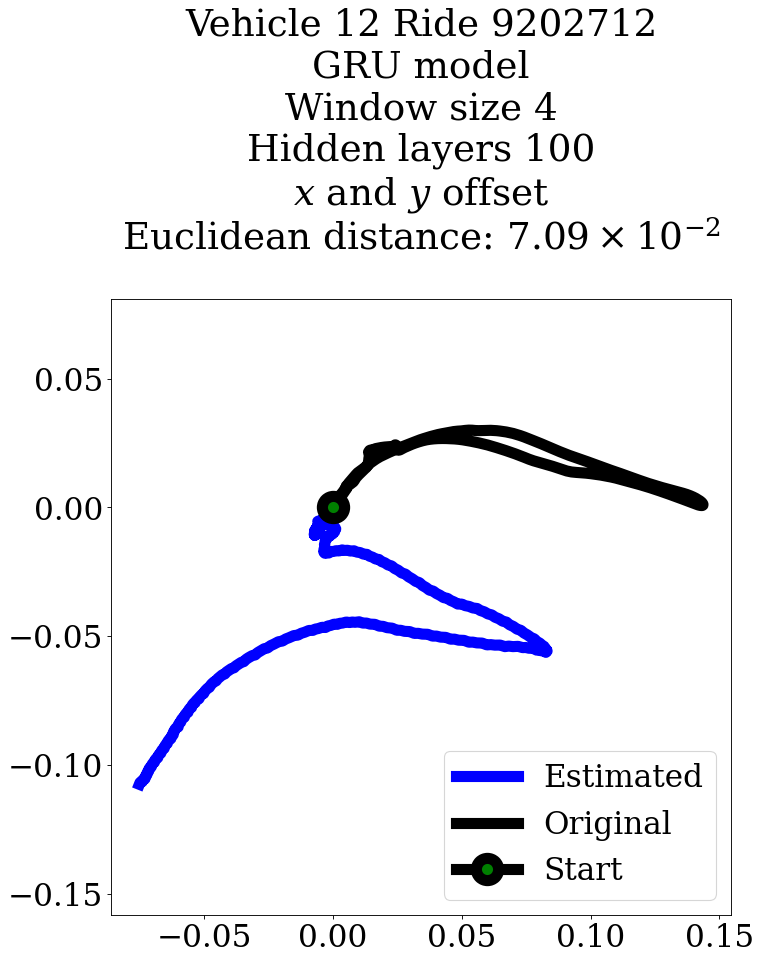 Vehicle 12 Ride 9202712
GRU model
Window size 4
Hidden layers 100
x and y offset
Euclidean distance: 7.09 × 10⁻²
0.05
0.00
−0.05
−0.10
−0.15
Estimated
Original
Start
−0.05 0.00 0.05 0.10 0.15